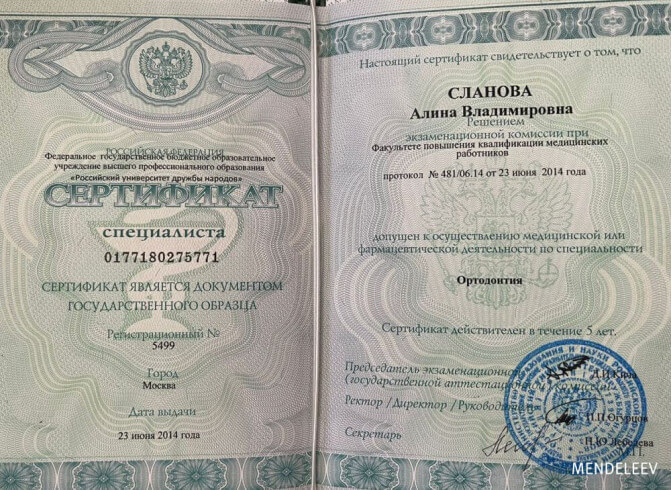 РОССИЙСКАЯ ФЕДЕРАЦИЯ
Федеральное государственное бюджетное образовательное
учреждение высшего профессионального образования
«Российский университет дружбы народов»
СЕРТИФИКАТ
специалиста
0177180275771
СЕРТИФИКАТ ЯВЛЯЕТСЯ ДОКУМЕНТОМ
ГОСУДАРСТВЕННОГО ОБРАЗЦА
Регистрационный №
5499
Город
Москва
Дата выдачи
23 июня 2014 года
Настоящий сертификат свидетельствует о том, что
СЛАНОВА
Алина Владимировна
Решением
экзаменационной комиссии при
Факультете повышения квалификации медицинских
работников
протокол № 481/06.14 от 23 июня 2014 года
допущен к осуществлению медицинской или
фармацевтической деятельности по специальности
Ортодонтия
Сертификат действителен в течение 5 лет.
Председатель экзаменационной
(государственной аттестационной) комиссии
Ректор / Директор / Руководитель
П.П.Огурцов
Секретарь
Н.Ю.Лебедева
М.П.
MENDELEEV